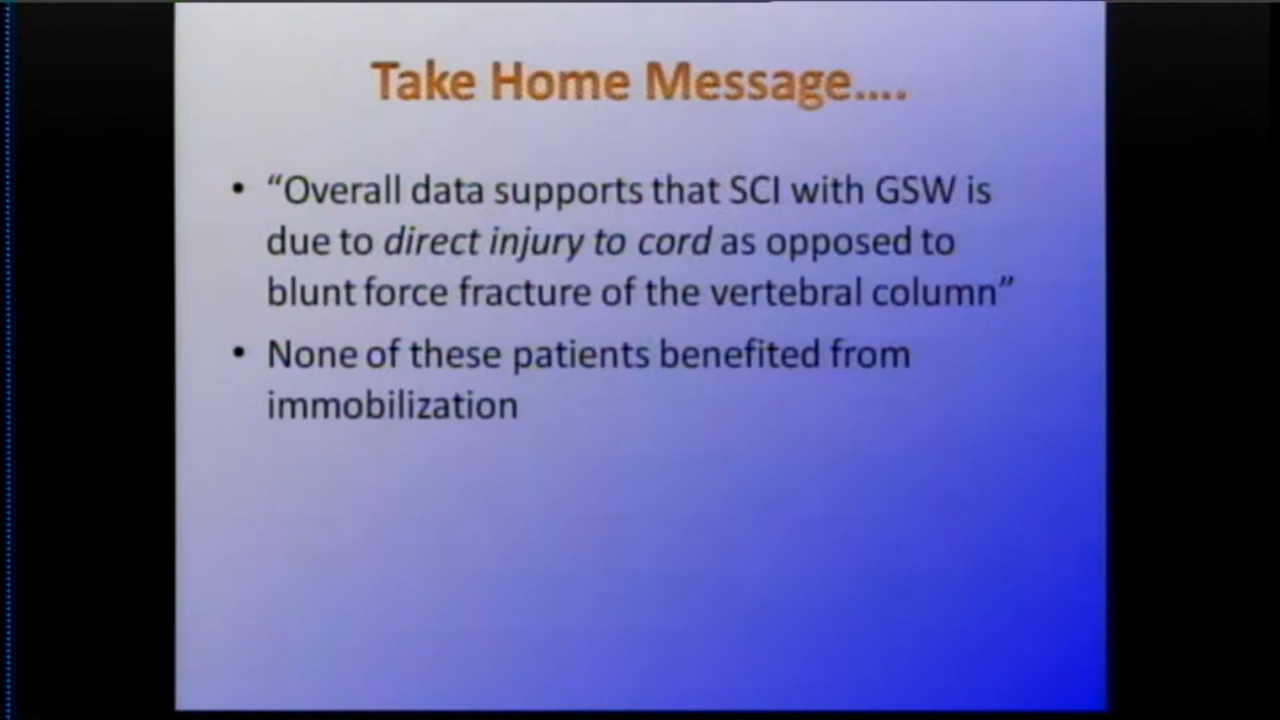 Take Home Message....
• “Overall data supports that SCI with GSW is
due to direct injury to cord as opposed to
blunt force fracture of the vertebral column”
• None of these patients benefited from
immobilization